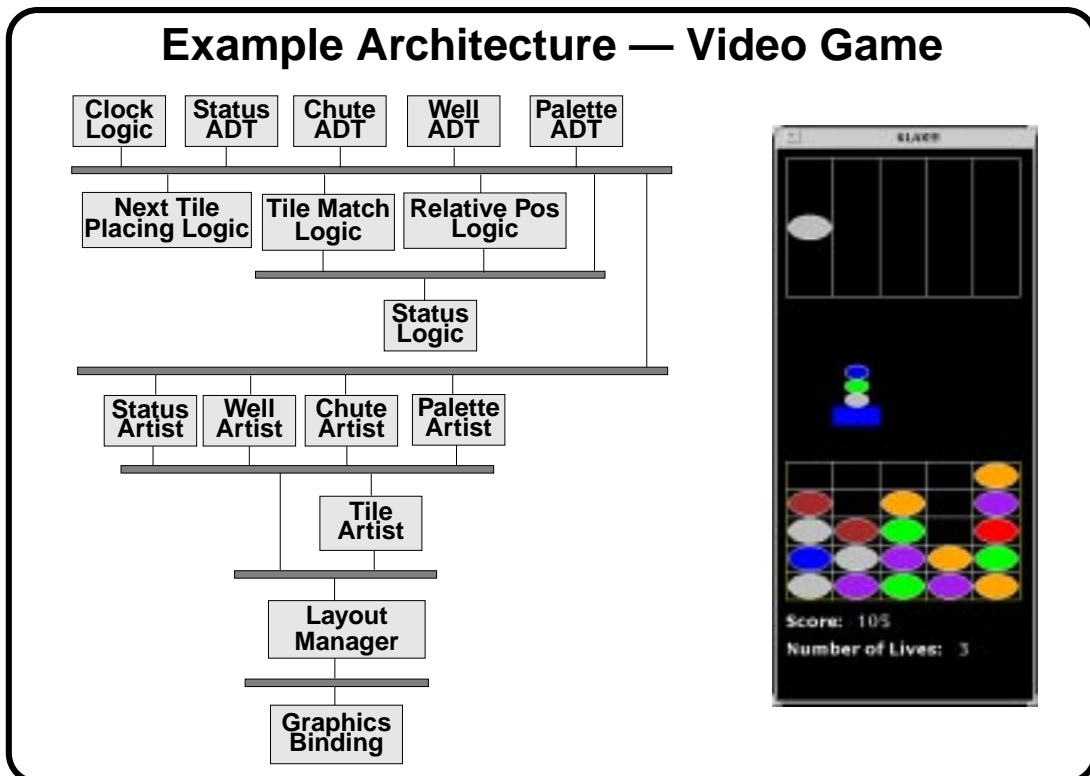 Example Architecture — Video Game
Clock
Logic
Status
ADT
Chute
ADT
Well
ADT
Palette
ADT
Next Tile
Placing Logic
Tile Match
Logic
Relative Pos
Logic
Status
Logic
Status
Artist
Well
Artist
Chute
Artist
Palette
Artist
Tile
Artist
Layout
Manager
Graphics
Binding
Score: 105
Number of Lives: 3